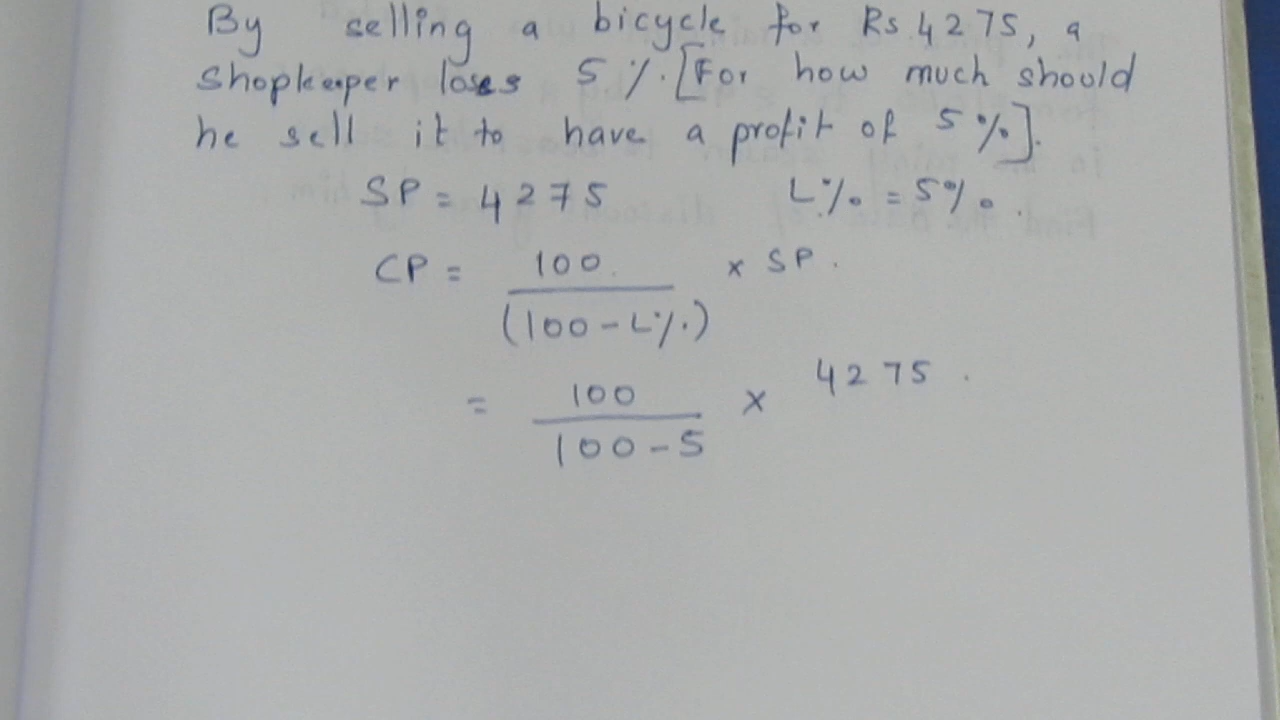 By selling a bicycle for Rs 4275, a
Shopkeeper loses 5 %. [For how much should
he sell it to have a profit of 5 %].
SP = 4275 L% = 5%.
CP = 100 × SP.
(100 - L%)
= 100 × 4275.
100 - 5